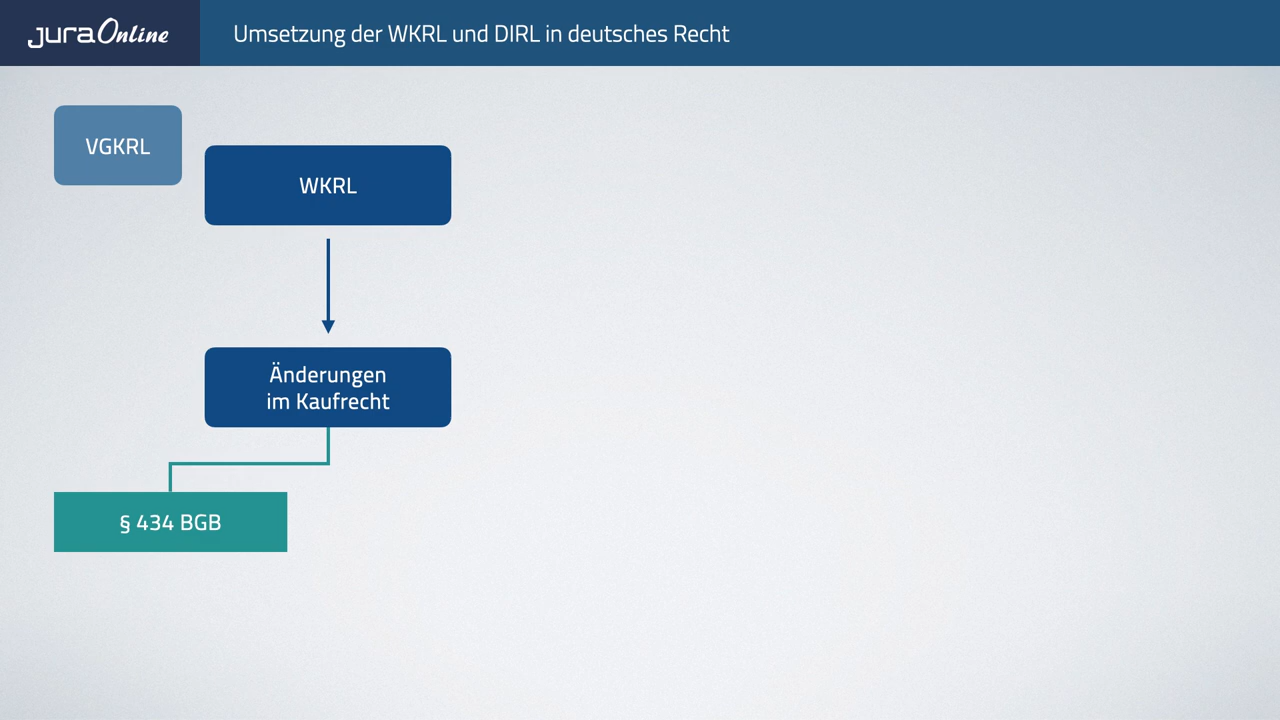 juraOnline
Umsetzung der WKRL und DIRL in deutsches Recht
VGKRL
WKRL
Änderungen
im Kaufrecht
§ 434 BGB